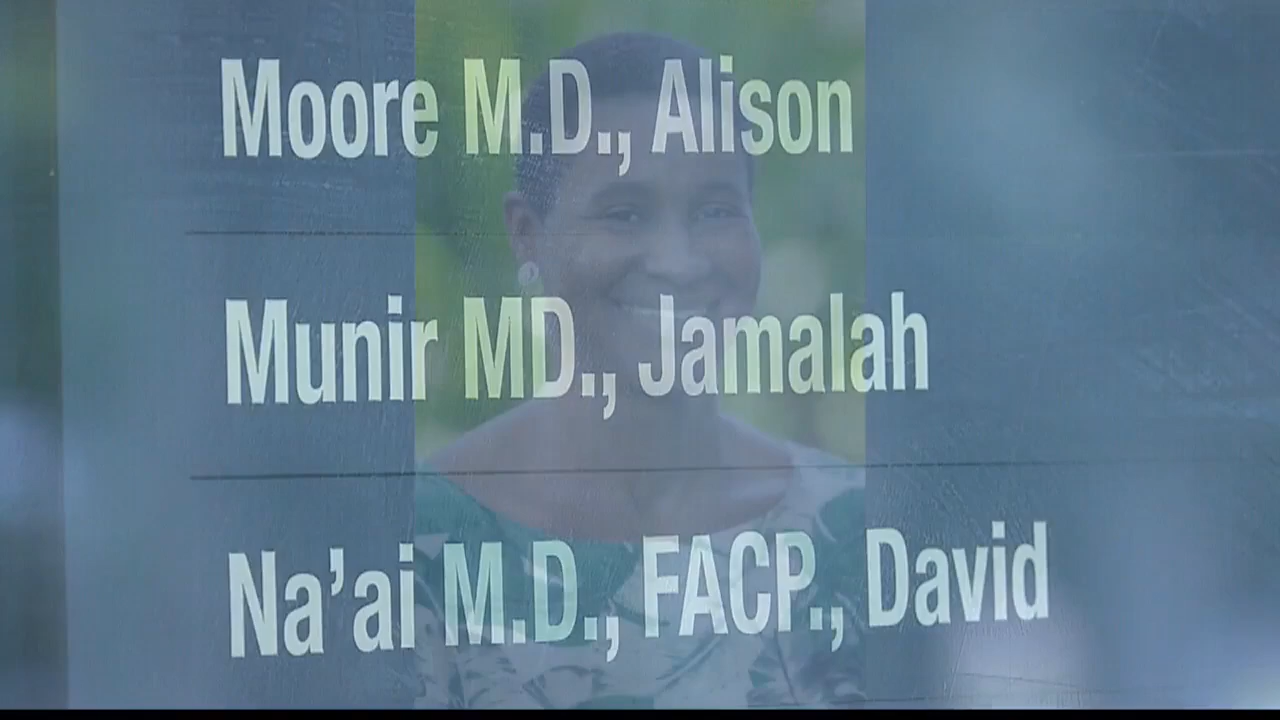 Moore M.D., Alison
Munir MD., Jamalah
Na’ai M.D., FACP., David